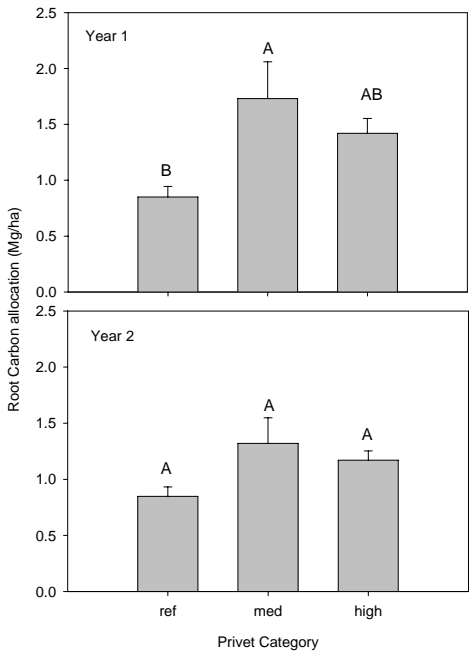 Root Carbon allocation (Mg/ha)
2.5
Year 1
A
2.0
AB
1.5
B
1.0
0.5
0.0
2.5
Year 2
2.0
A
1.5
A
A
1.0
0.5
0.0
ref med high
Privet Category